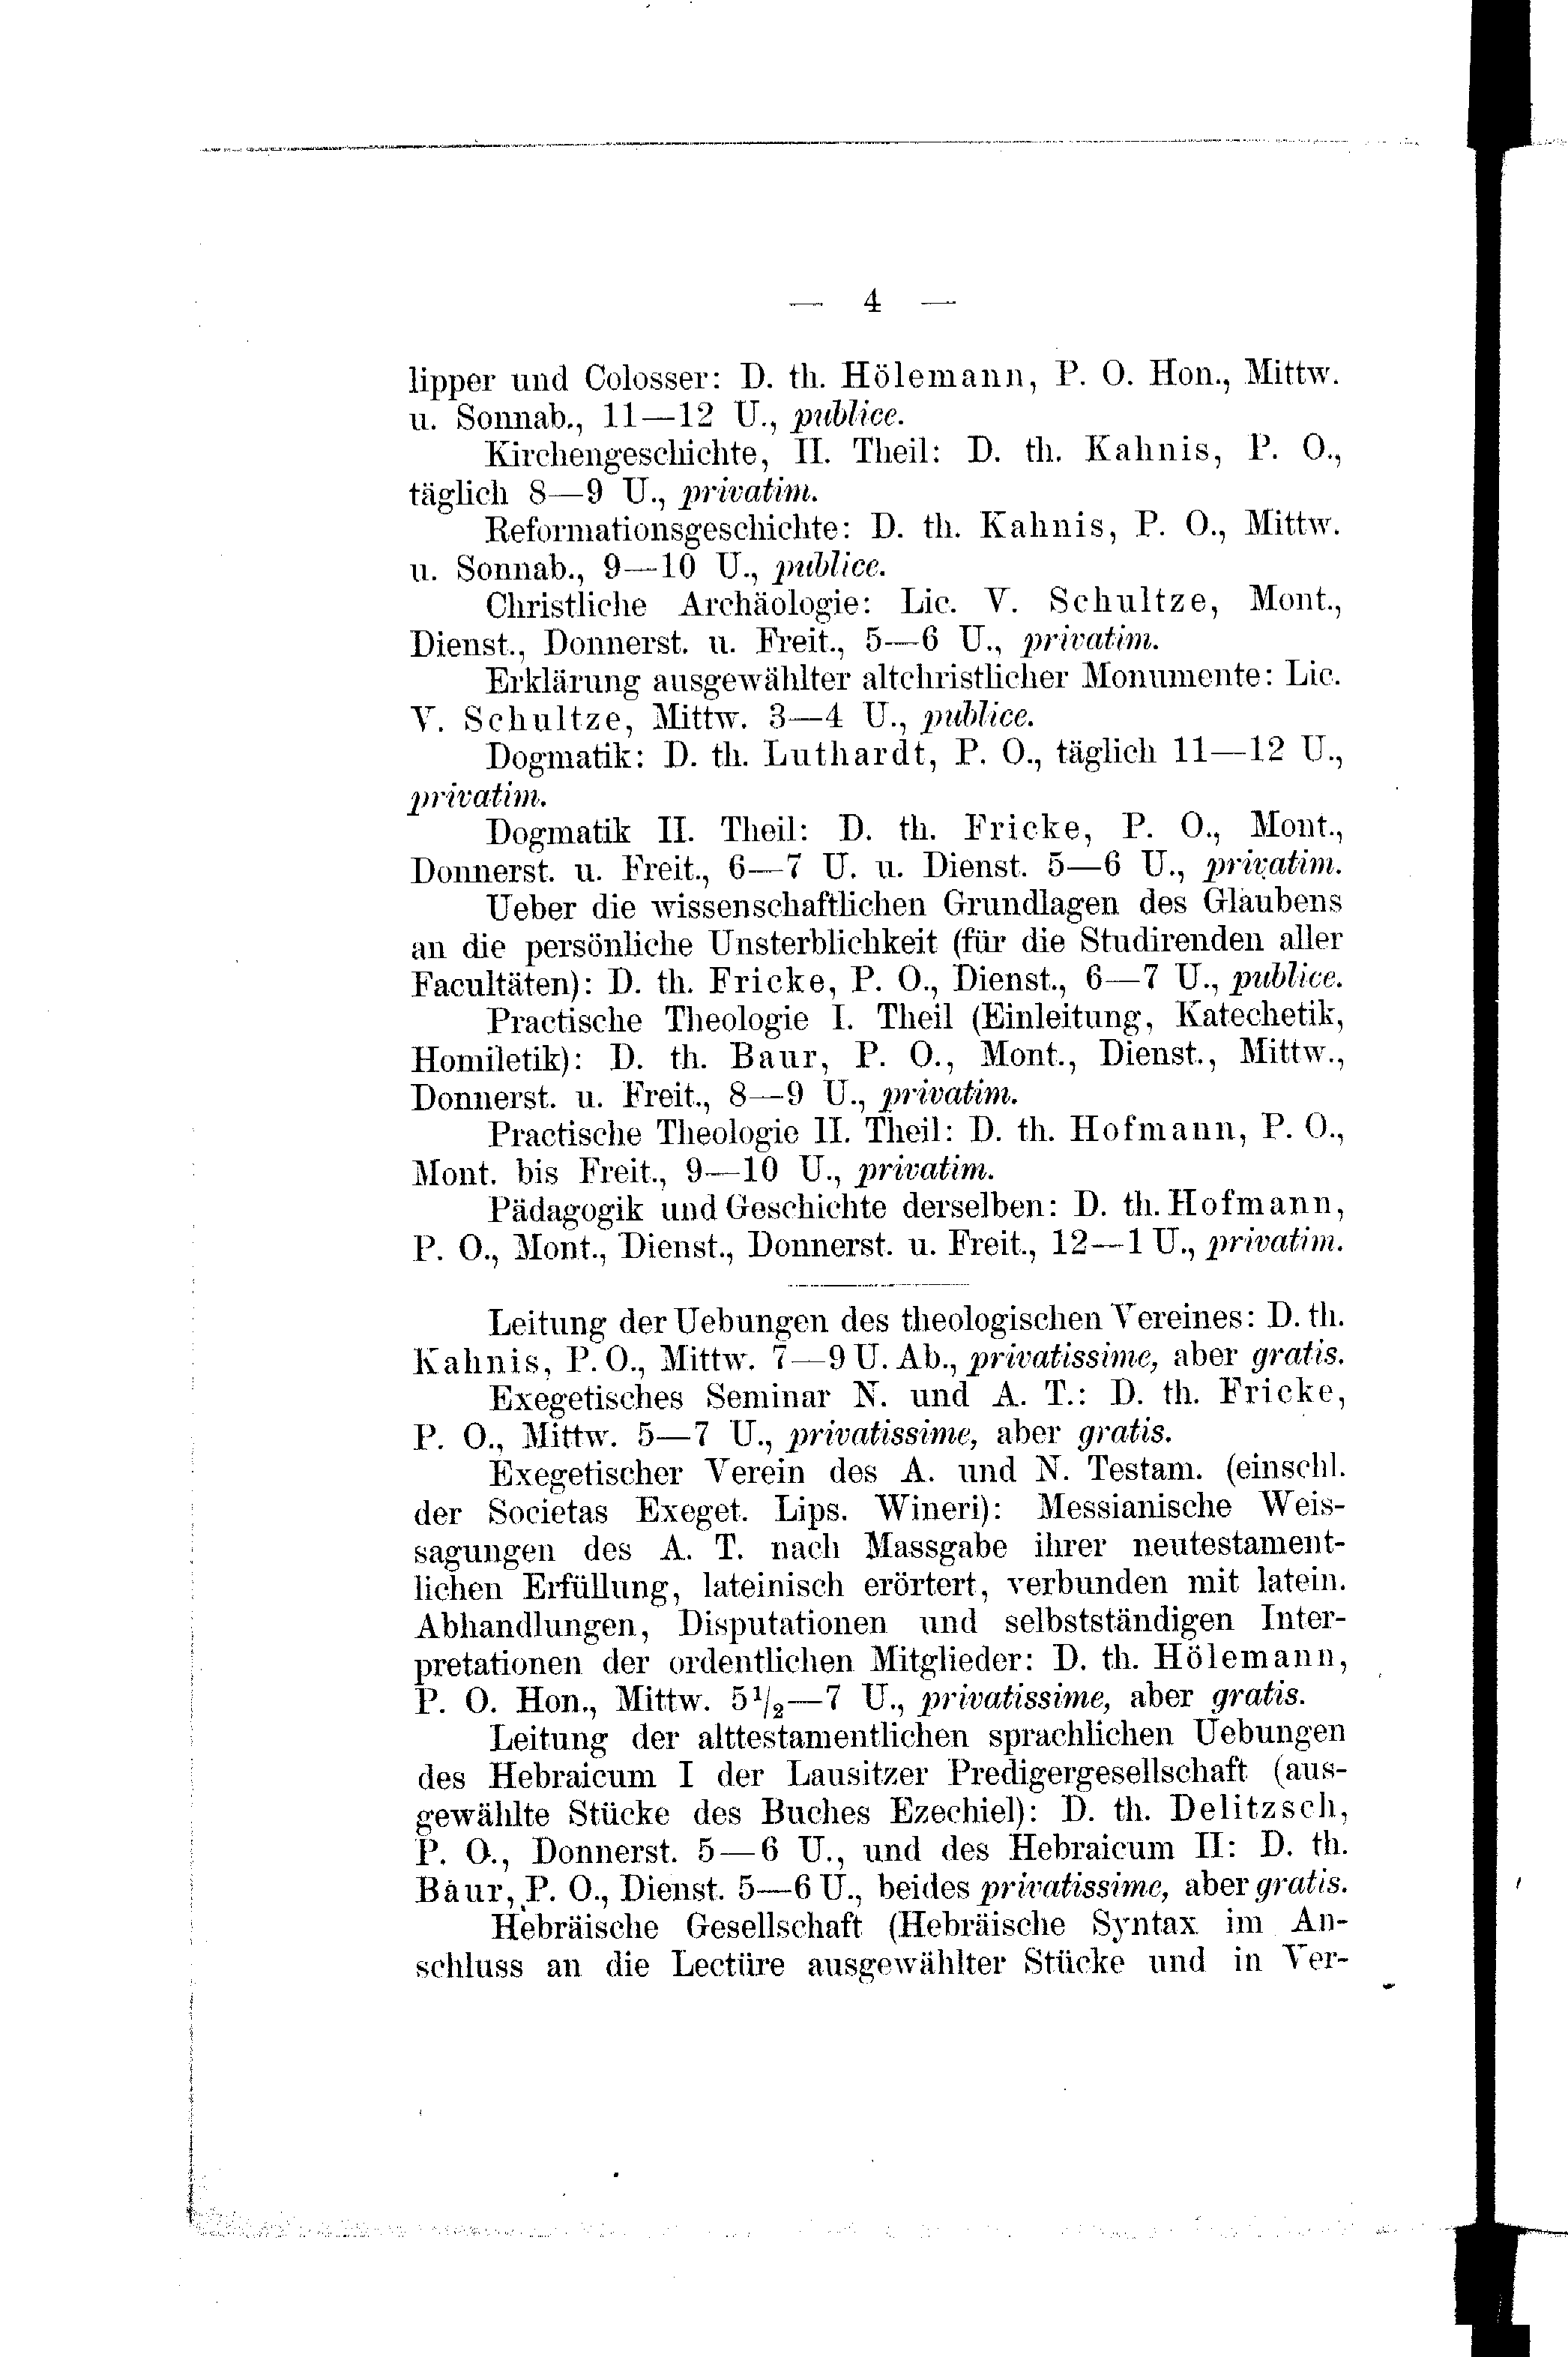 — 4 —
lipper und Colosser: D. th. Hölemann, P. O. Hon., Mittw.
u. Sonnab., 11—12 U., publice.
Kirchengeschichte, II. Theil: D. th. Kahnis, P. O.,
täglich 8—9 U., privatim.
Reformationsgeschichte: D. th. Kahnis, P. O., Mittw.
u. Sonnab., 9—10 U., publice.
Christliche Archäologie: Lic. V. Schultze, Mont.,
Dienst., Donnerst. u. Freit., 5—6 U., privatim.
Erklärung ausgewählter altchristlicher Monumente: Lic.
V. Schultze, Mittw. 3—4 U., publice.
Dogmatik: D. th. Luthardt, P. O., täglich 11—12 U.,
privatim.
Dogmatik II. Theil: D. th. Fricke, P. O., Mont.,
Donnerst. u. Freit., 6—7 U. u. Dienst. 5—6 U., privatim.
Ueber die wissenschaftlichen Grundlagen des Glaubens
an die persönliche Unsterblichkeit (für die Studirenden aller
Facultäten): D. th. Fricke, P. O., Dienst., 6—7 U., publice.
Practische Theologie I. Theil (Einleitung, Katechetik,
Homiletik): D. th. Baur, P. O., Mont., Dienst., Mittw.,
Donnerst. u. Freit., 8—9 U., privatim.
Practische Theologie II. Theil: D. th. Hofmann, P. O.,
Mont. bis Freit., 9—10 U., privatim.
Pädagogik und Geschichte derselben: D. th. Hofmann,
P. O., Mont., Dienst., Donnerst. u. Freit., 12—1 U., privatim.
Leitung der Uebungen des theologischen Vereines: D. th.
Kahnis, P. O., Mittw. 7—9 U. Ab., privatissime, aber gratis.
Exegetisches Seminar N. und A. T.: D. th. Fricke,
P. O., Mittw. 5—7 U., privatissime, aber gratis.
Exegetischer Verein des A. und N. Testam. (einschl.
der Societas Exeget. Lips. Wineri): Messianische Weis-
sagungen des A. T. nach Massgabe ihrer neutestament-
lichen Erfüllung, lateinisch erörtert, verbunden mit latein.
Abhandlungen, Disputationen und selbstständigen Inter-
pretationen der ordentlichen Mitglieder: D. th. Hölemann,
P. O. Hon., Mittw. 5½—7 U., privatissime, aber gratis.
Leitung der alttestamentlichen sprachlichen Uebungen
des Hebraicum I der Lausitzer Predigergesellschaft (aus-
gewählte Stücke des Buches Ezechiel): D. th. Delitzsch,
P. O., Donnerst. 5—6 U., und des Hebraicum II: D. th.
Baur, P. O., Dienst. 5—6 U., beides privatissime, aber gratis.
Hebräische Gesellschaft (Hebräische Syntax im An-
schluss an die Lectüre ausgewählter Stücke und in Ver-